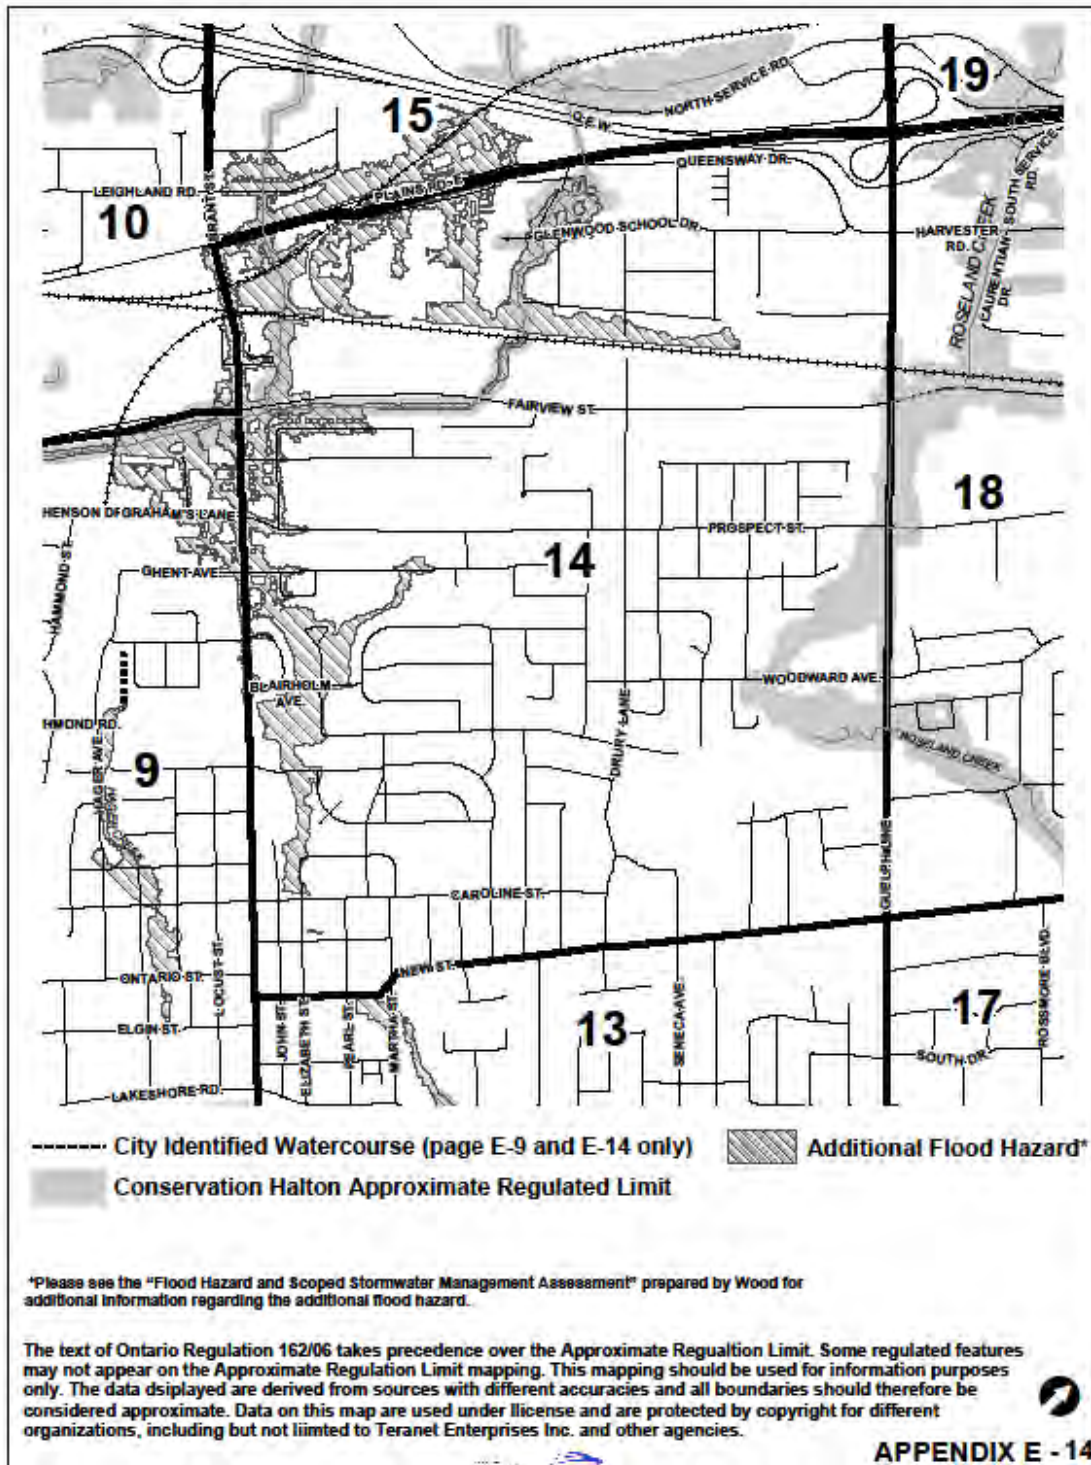 19
15
NORTH SERVICE RD.
Q.E.W.
QUEENSWAY DR.
PLAINS RD. E.
LEIGHLAND RD.
BRANT ST.
10
GLENWOOD SCHOOL DR.
HARVESTER
RD.
ROSELAND CREEK
LAURENTIAN
DR.
SOUTH SERVICE
RD.
FAIRVIEW ST.
18
HENSON DR
GRAHAM'S LANE
PROSPECT ST.
14
GHENT AVE.
HAMMOND ST.
BLAIRHOLM
AVE.
WOODWARD AVE.
HMOND RD.
DRURY LANE
ROSELAND CREEK
9
HAGER AVE.
GUELPH LINE
CAROLINE ST.
NEW ST.
ONTARIO ST.
LOCUST ST.
ELGIN ST.
JOHN ST.
ELIZABETH ST.
PEARL ST.
MARTHA ST.
13
SENECA AVE.
17
ROSSMORE BLVD.
SOUTH DR.
LAKESHORE RD.
City Identified Watercourse (page E-9 and E-14 only)
Additional Flood Hazard*
Conservation Halton Approximate Regulated Limit
*Please see the “Flood Hazard and Scoped Stormwater Management Assessment” prepared by Wood for
additional information regarding the additional flood hazard.
The text of Ontario Regulation 162/06 takes precedence over the Approximate Regualtion Limit. Some regulated features
may not appear on the Approximate Regulation Limit mapping. This mapping should be used for information purposes
only. The data dsiplayed are derived from sources with different accuracies and all boundaries should therefore be
considered approximate. Data on this map are used under llicense and are protected by copyright for different
organizations, including but not liimted to Teranet Enterprises Inc. and other agencies.
APPENDIX E - 14